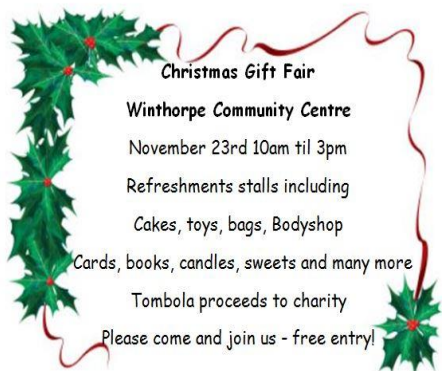 Christmas Gift Fair
Winthorpe Community Centre
November 23rd 10am til 3pm
Refreshments stalls including
Cakes, toys, bags, Bodyshop
Cards, books, candles, sweets and many more
Tombola proceeds to charity
Please come and join us - free entry!